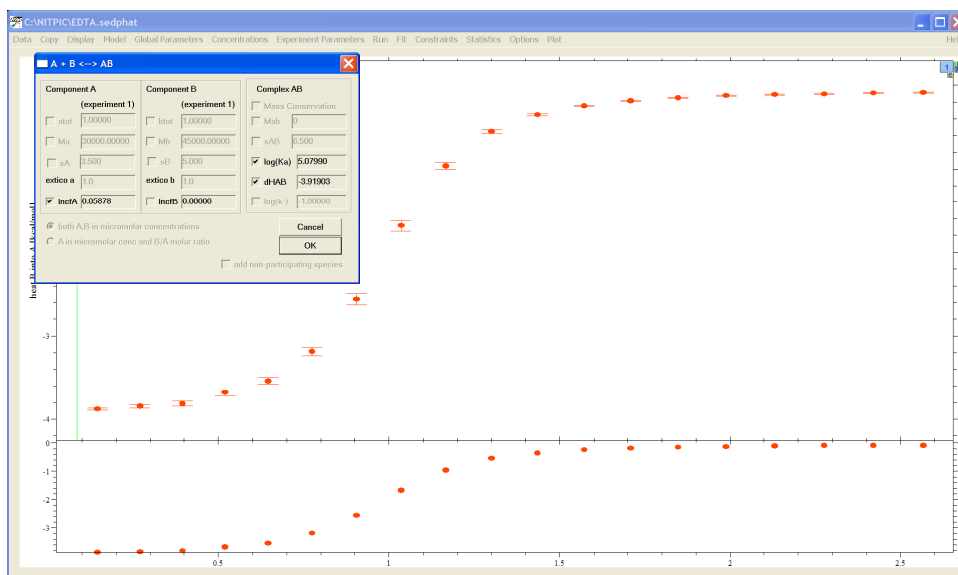 C:\NITPIC\EDTA.sedphat
Data Copy Display Model Global Parameters Concentrations Experiment Parameters Run Fit Constraints Statistics Options Plot
A + B <--> AB
Component A
(experiment 1)
atot 1.00000
Ma 30000.00000
sA 3.500
extico a 1.0
IncfA 0.05878
Component B
(experiment 1)
btot 1.00000
Mb 45000.00000
sB 5.000
extico b 1.0
IncfB 0.00000
Complex AB
Mass Conservation
Mab 0
sAB 6.500
log(Ka) 5.07990
dHAB -3.91903
log(k-) -1.00000
both A,B in micromolar concentrations
A in micromolar conc and B/A molar ratio
Cancel
OK
add non-participating species
heat B into A (kcal/mol)
1
-3
-4
0
-1
-2
-3
0.5 1 1.5 2 2.5